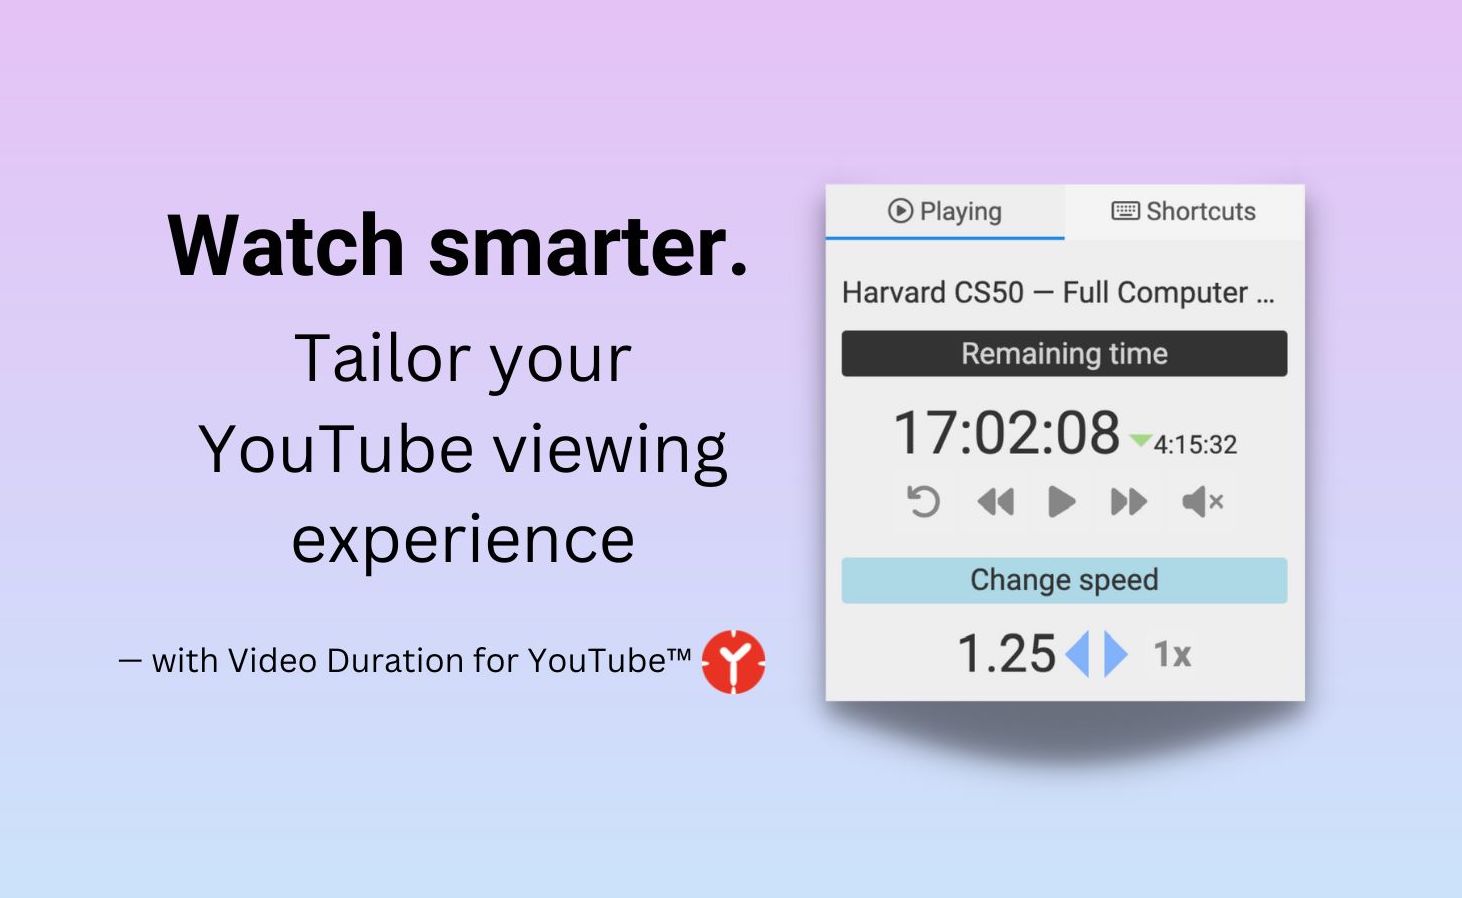 Watch smarter.
Tailor your
YouTube viewing
experience
– with Video Duration for YouTube™
Playing
Shortcuts
Harvard CS50 – Full Computer ...
Remaining time
17:02:08 4:15:32
Change speed
1.25 1x